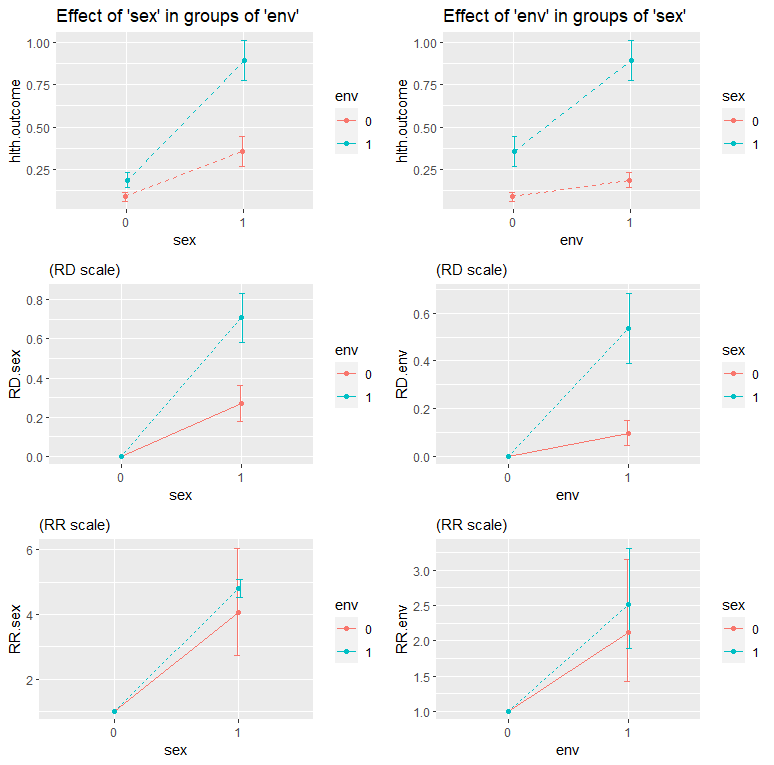 Effect of 'sex' in groups of 'env'
1.00
0.75
0.50
0.25
hlth.outcome
0
1
sex
env
0
1
Effect of 'env' in groups of 'sex'
1.00
0.75
0.50
0.25
hlth.outcome
0
1
env
sex
0
1
(RD scale)
0.8
0.6
0.4
0.2
0.0
RD.sex
0
1
sex
env
0
1
(RD scale)
0.6
0.4
0.2
0.0
RD.env
0
1
env
sex
0
1
(RR scale)
6
4
2
RR.sex
0
1
sex
env
0
1
(RR scale)
3.0
2.5
2.0
1.5
1.0
RR.env
0
1
env
sex
0
1